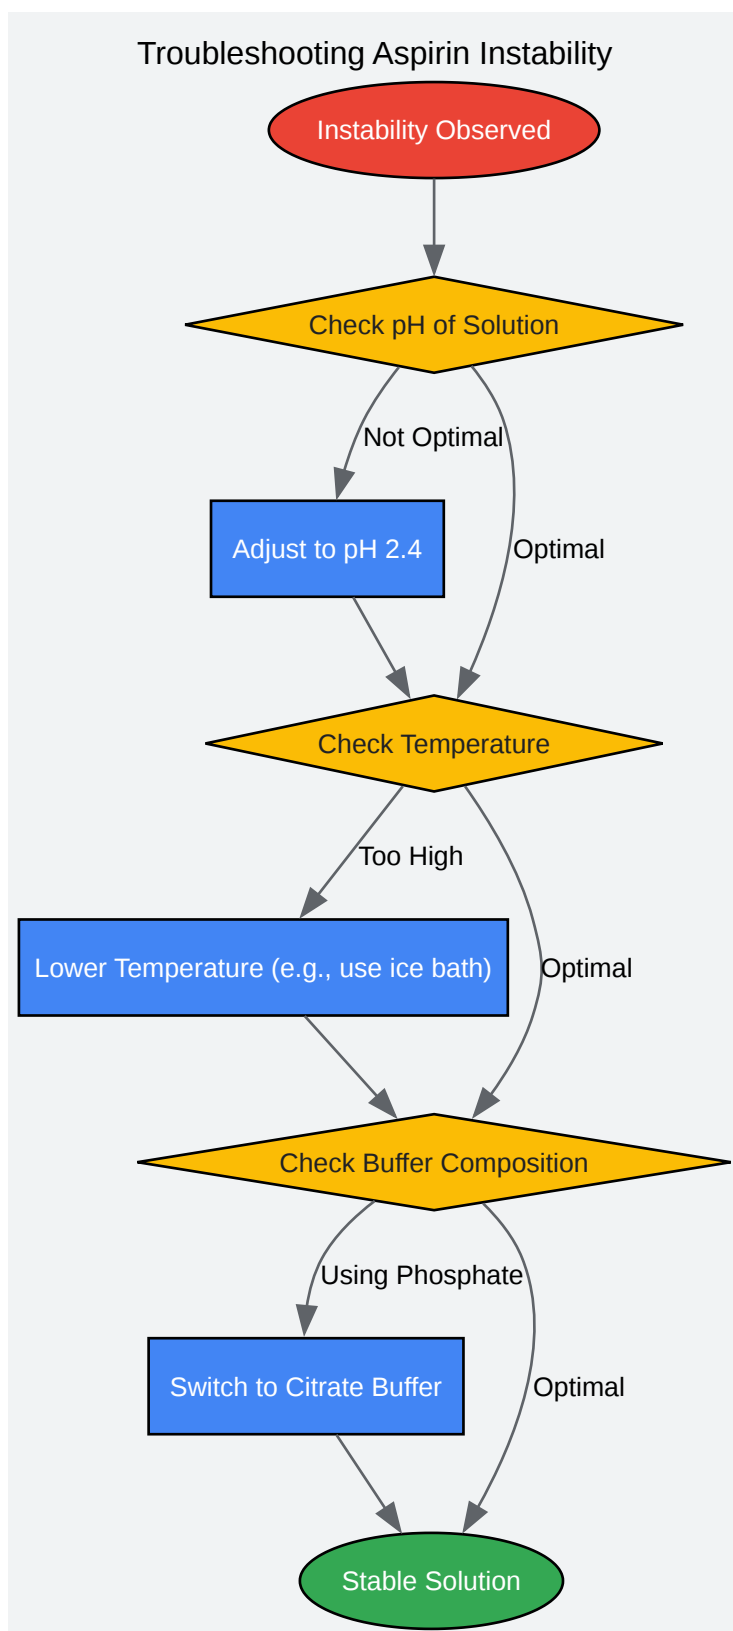 Troubleshooting Aspirin Instability
Instability Observed
Check pH of Solution
Not Optimal
Adjust to pH 2.4
Optimal
Check Temperature
Too High
Lower Temperature (e.g., use ice bath)
Optimal
Check Buffer Composition
Using Phosphate
Switch to Citrate Buffer
Optimal
Stable Solution